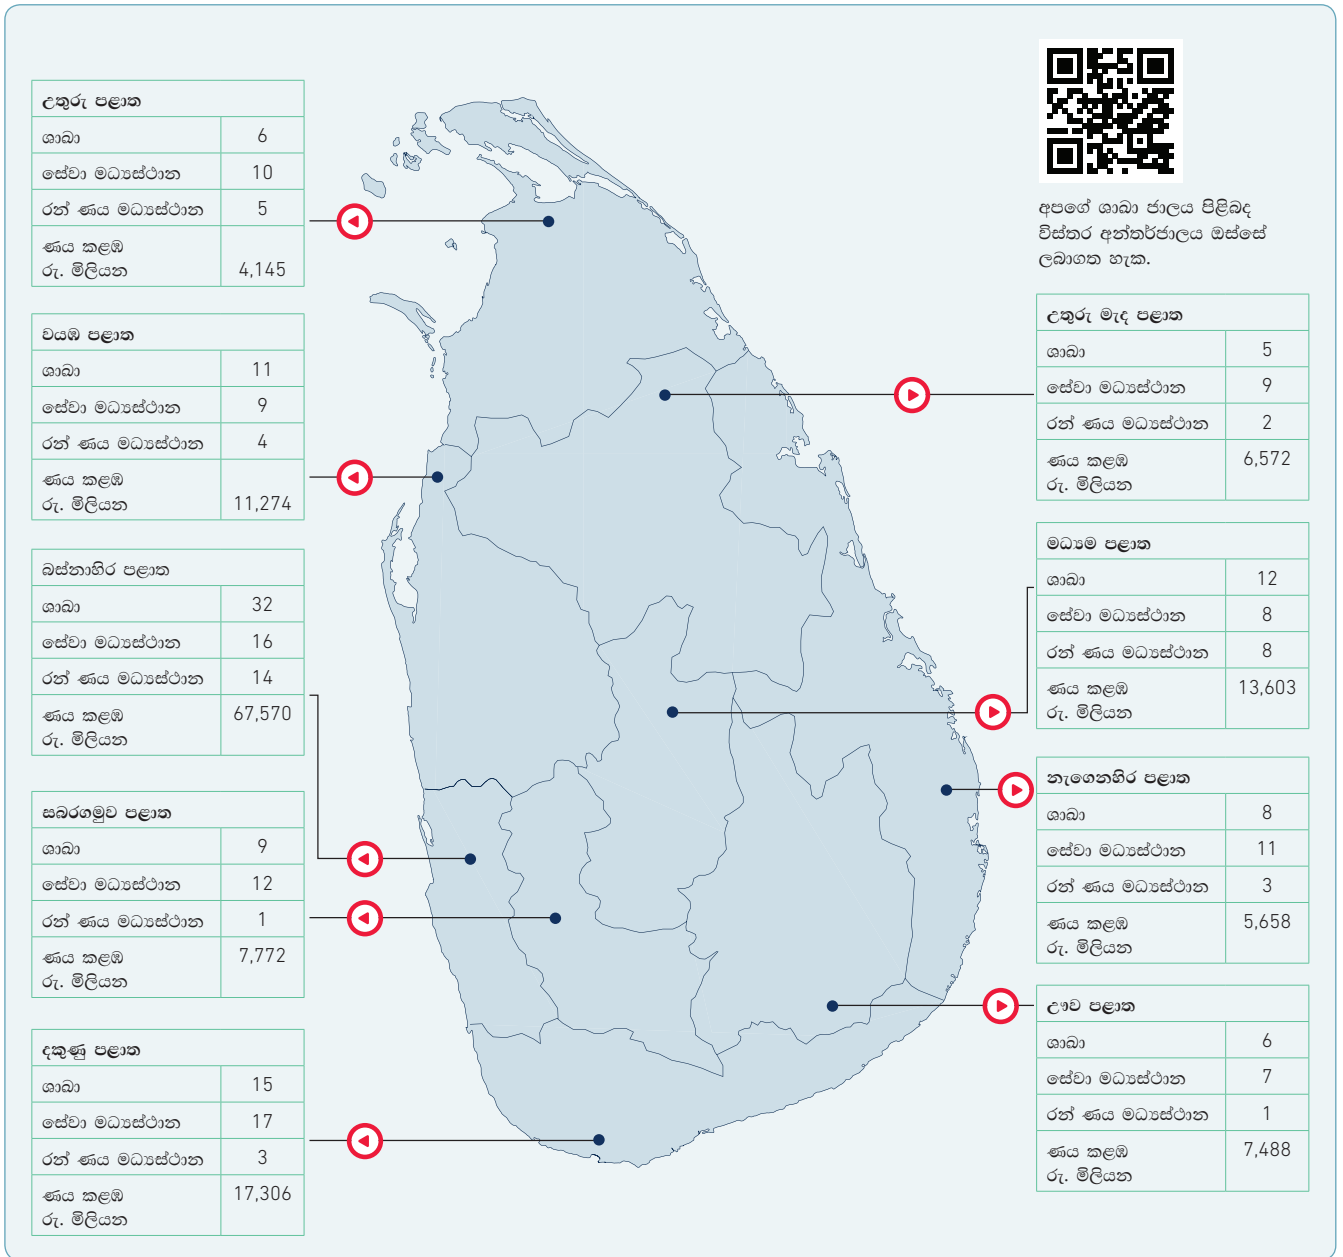 උතුරු පළාත
ශාඛා 6
සේවා මධ්‍යස්ථාන 10
රන් ණය මධ්‍යස්ථාන 5
ණය කළඹ
රු. මිලියන 4,145
වයඹ පළාත
ශාඛා 11
සේවා මධ්‍යස්ථාන 9
රන් ණය මධ්‍යස්ථාන 4
ණය කළඹ
රු. මිලියන 11,274
බස්නාහිර පළාත
ශාඛා 32
සේවා මධ්‍යස්ථාන 16
රන් ණය මධ්‍යස්ථාන 14
ණය කළඹ 67,570
රු. මිලියන
සබරගමුව පළාත
ශාඛා 9
සේවා මධ්‍යස්ථාන 12
රන් ණය මධ්‍යස්ථාන 1
ණය කළඹ 7,772
රු. මිලියන
දකුණු පළාත
ශාඛා 15
සේවා මධ්‍යස්ථාන 17
රන් ණය මධ්‍යස්ථාන 3
ණය කළඹ 17,306
රු. මිලියන
අපගේ ශාඛා ජාලය පිළිබඳ
විස්තර අන්තර්ජාලය ඔස්සේ
ලබාගත හැක.
උතුරු මැද පළාත
ශාඛා 5
සේවා මධ්‍යස්ථාන 9
රන් ණය මධ්‍යස්ථාන 2
ණය කළඹ 6,572
රු. මිලියන
මධ්‍යම පළාත
ශාඛා 12
සේවා මධ්‍යස්ථාන 8
රන් ණය මධ්‍යස්ථාන 8
ණය කළඹ 13,603
රු. මිලියන
නැගෙනහිර පළාත
ශාඛා 8
සේවා මධ්‍යස්ථාන 11
රන් ණය මධ්‍යස්ථාන 3
ණය කළඹ 5,658
රු. මිලියන
ඌව පළාත
ශාඛා 6
සේවා මධ්‍යස්ථාන 7
රන් ණය මධ්‍යස්ථාන 1
ණය කළඹ 7,488
රු. මිලියන